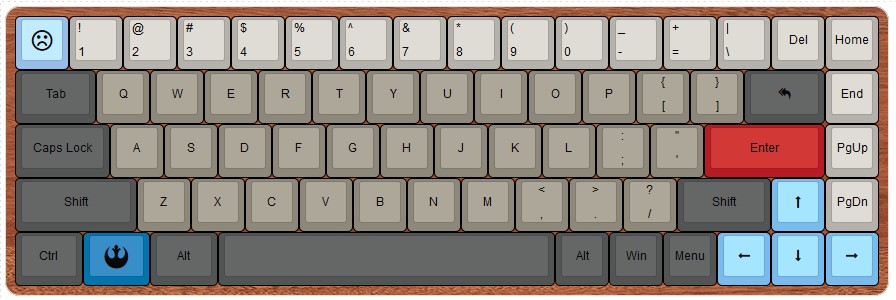 ! @ # $ % ^ & * ( ) _ + |
1 2 3 4 5 6 7 8 9 0 - = \ Del Home
Tab Q W E R T Y U I O P { [ } ] End
Caps Lock A S D F G H J K L : ; " ' Enter PgUp
Shift Z X C V B N M < , > . ? / Shift ↑ PgDn
Ctrl Alt Alt Win Menu ← ↓ →